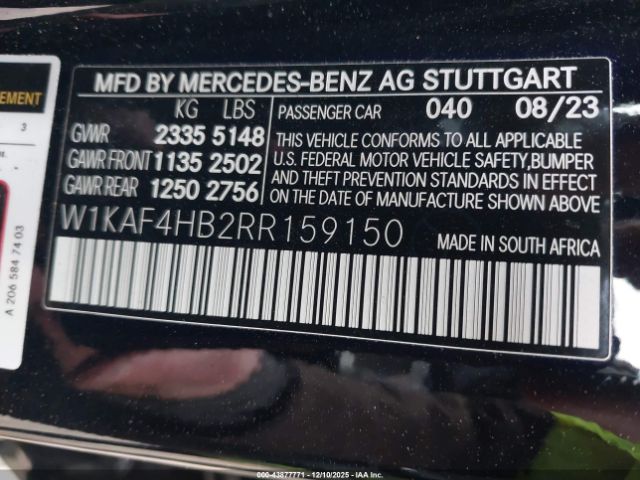 MFD BY MERCEDES-BENZ AG STUTTGART
KG LBS
GVWR 2335 5148
GAWR FRONT 1135 2502
GAWR REAR 1250 2756
PASSENGER CAR 040 08/23
THIS VEHICLE CONFORMS TO ALL APPLICABLE
U.S. FEDERAL MOTOR VEHICLE SAFETY, BUMPER
AND THEFT PREVENTION STANDARDS IN EFFECT
ON THE DATE OF MANUFACTURE SHOWN ABOVE.
W1KAF4HB2RR159150
MADE IN SOUTH AFRICA
EMENT
3
A 206 584 74 03
000-43877771 - 12/10/2025 - IAA Inc.